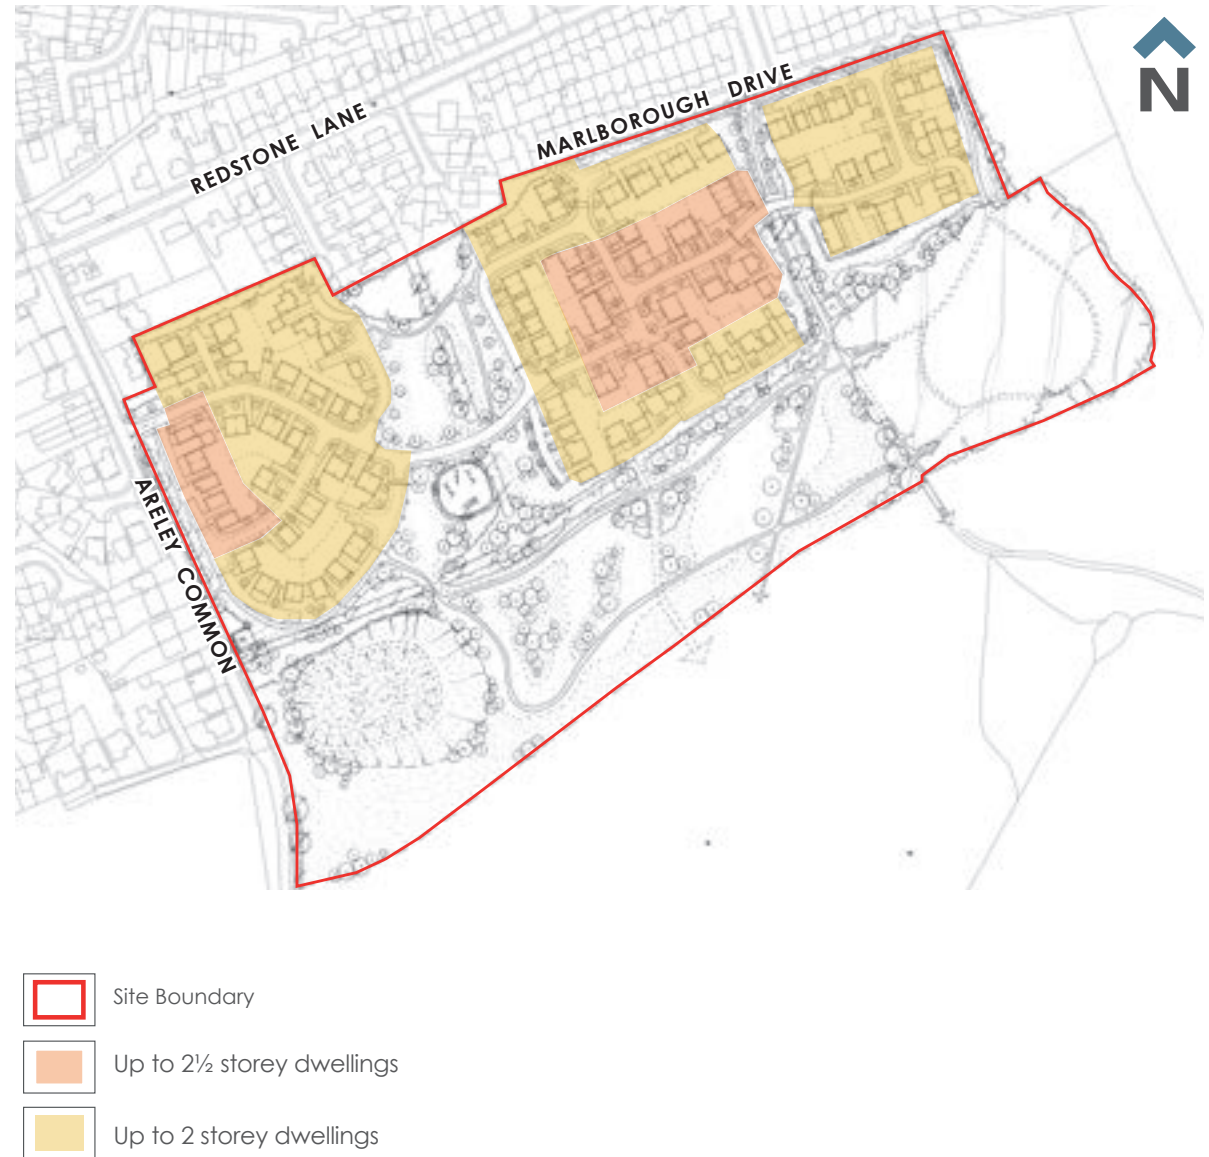 N
MARLBOROUGH DRIVE
REDSTONE LANE
ARELEY COMMON
Site Boundary
Up to 2½ storey dwellings
Up to 2 storey dwellings